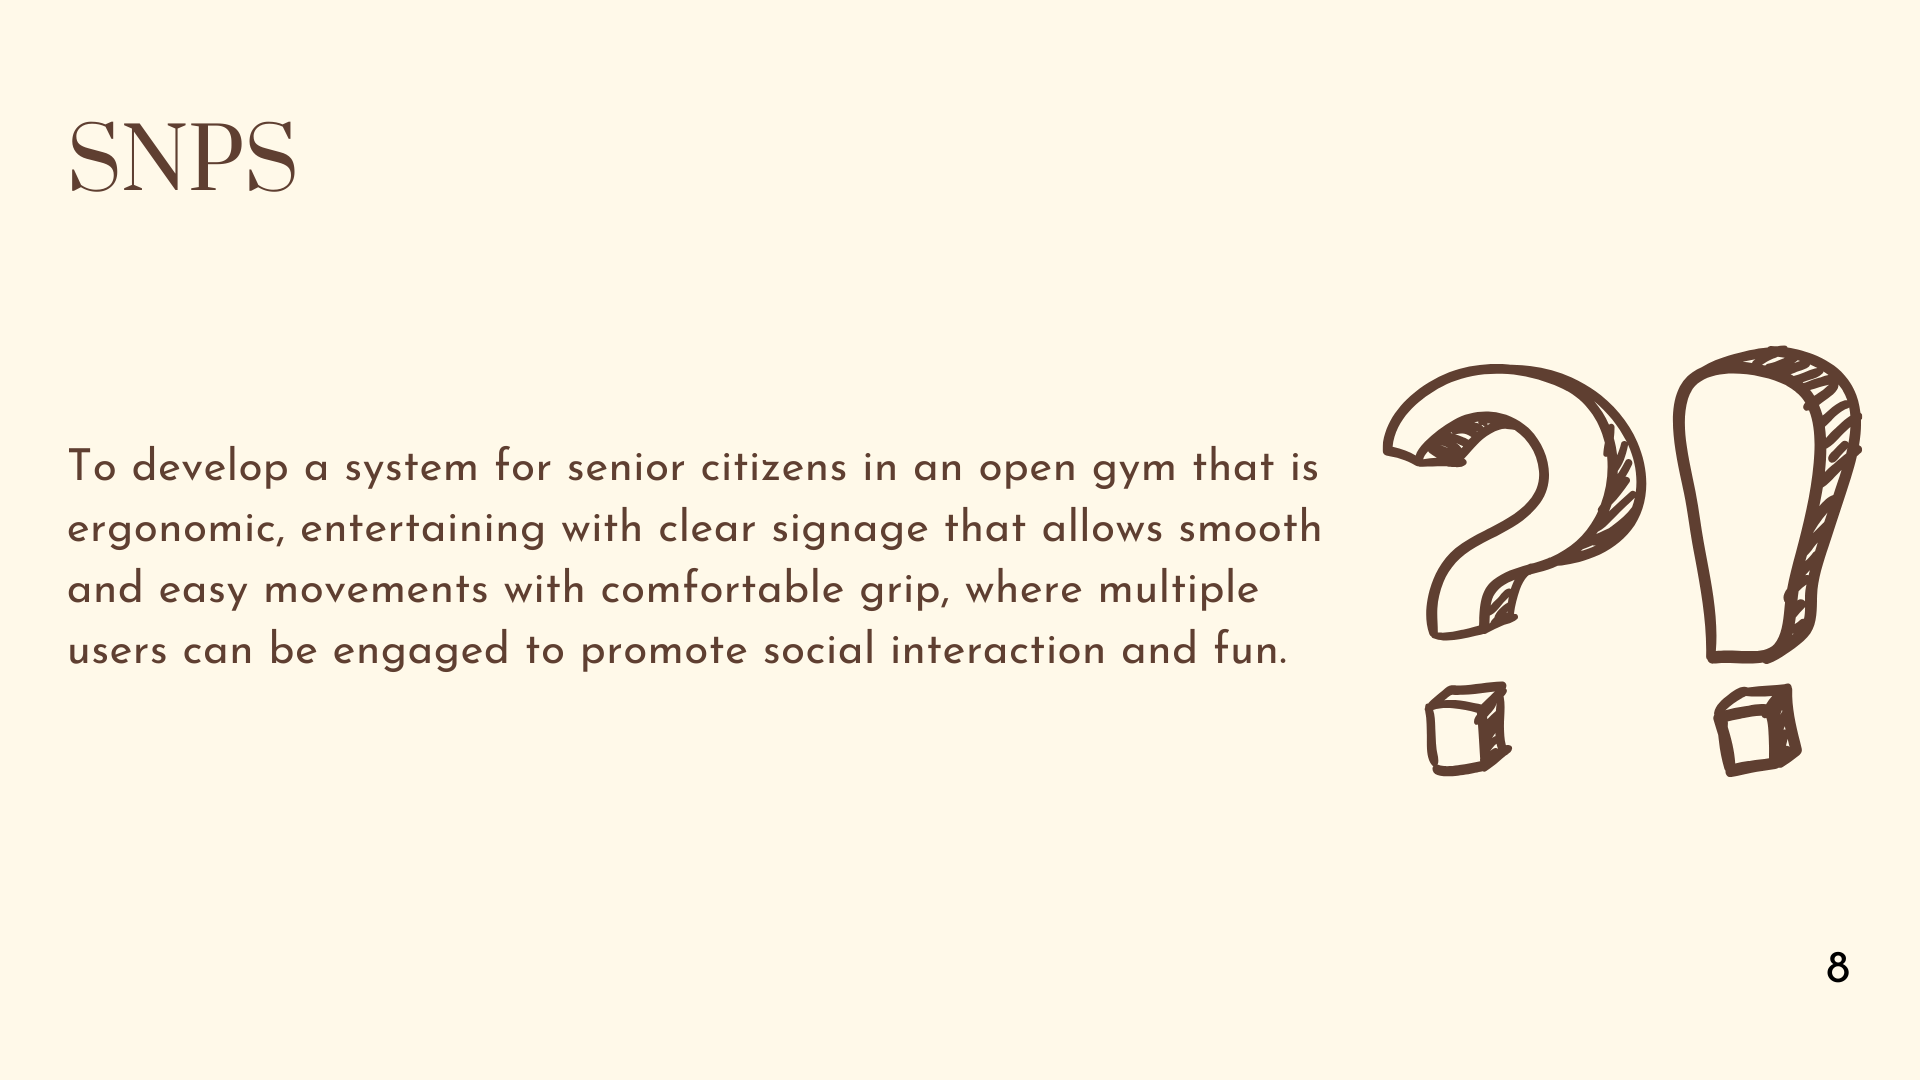 SNPS
To develop a system for senior citizens in an open gym that is
ergonomic, entertaining with clear signage that allows smooth
and easy movements with comfortable grip, where multiple
users can be engaged to promote social interaction and fun.
?!
8